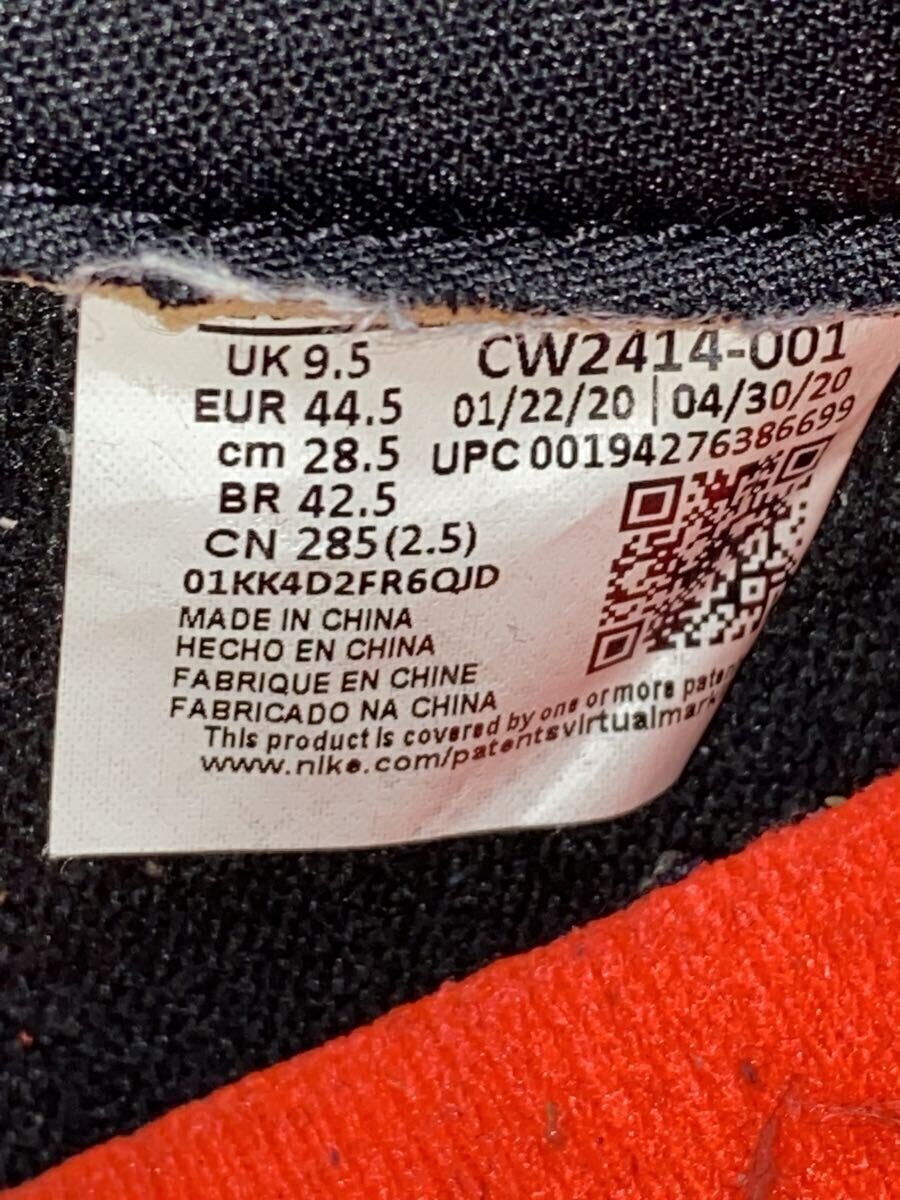 UK 9.5 CW2414-001
EUR 44.5 01/22/20 | 04/30/20
cm 28.5 UPC 00194276386699
BR 42.5
CN 285(2.5)
01KK4D2FR6QJD
MADE IN CHINA
HECHO EN CHINA
FABRIQUE EN CHINE
FABRICADO NA CHINA
This product is covered by one or more
www.nike.com/patentsvirtualmark